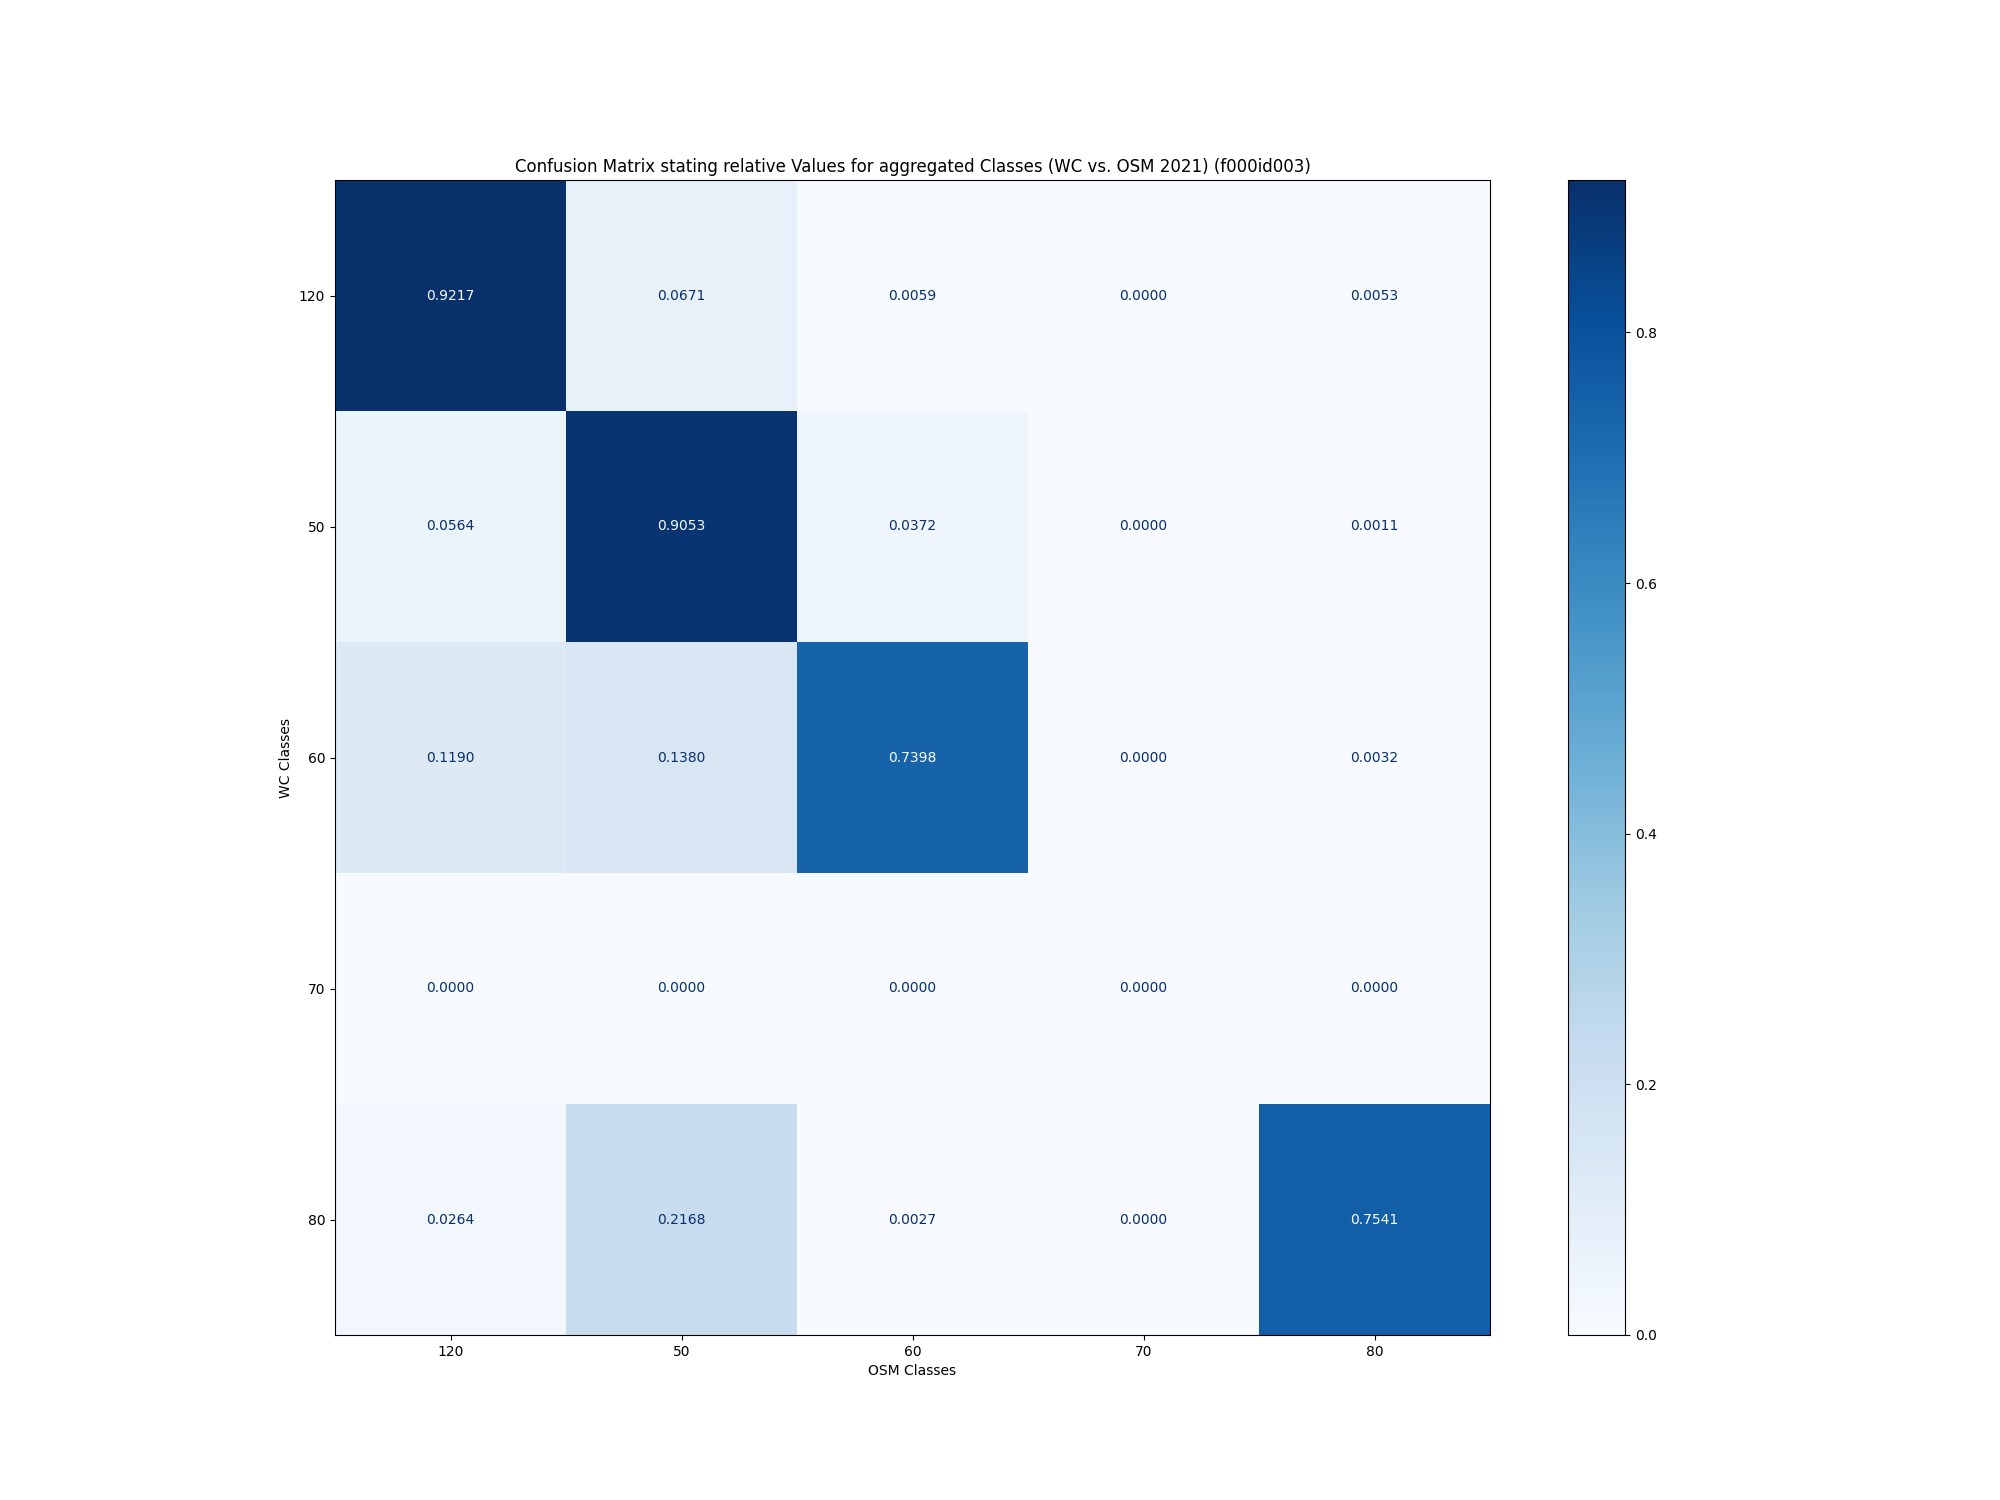 Confusion Matrix stating relative Values for aggregated Classes (WC vs. OSM 2021) (f000id003)
120
0.9217 0.0671 0.0059 0.0000 0.0053
0.8
50
0.0564 0.9053 0.0372 0.0000 0.0011
0.6
WC Classes
60
0.1190 0.1380 0.7398 0.0000 0.0032
0.4
70
0.0000 0.0000 0.0000 0.0000 0.0000
0.2
80
0.0264 0.2168 0.0027 0.0000 0.7541
0.0
120 50 60 70 80
OSM Classes